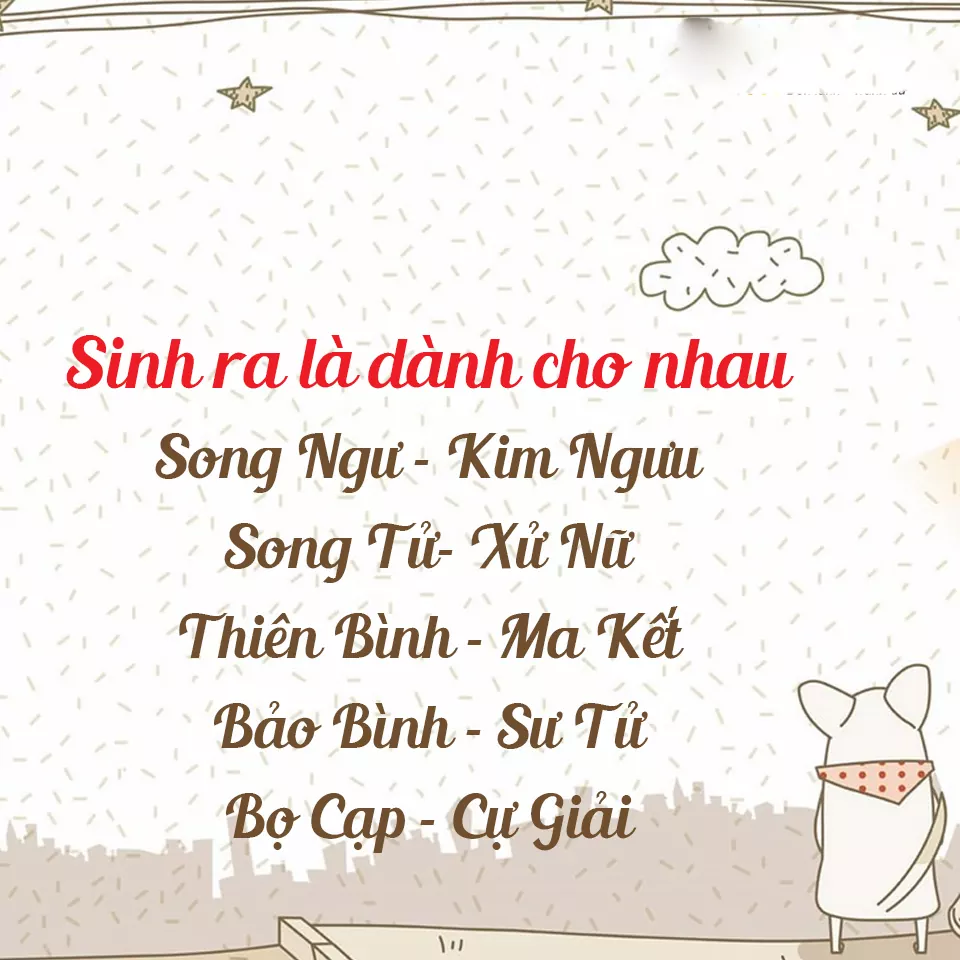 Sinh ra là dành cho nhau
Song Ngư - Kim Ngưu
Song Tử- Xử Nữ
Thiên Bình - Ma Kết
Bảo Bình - Sư Tử
Bọ Cạp - Cự Giải